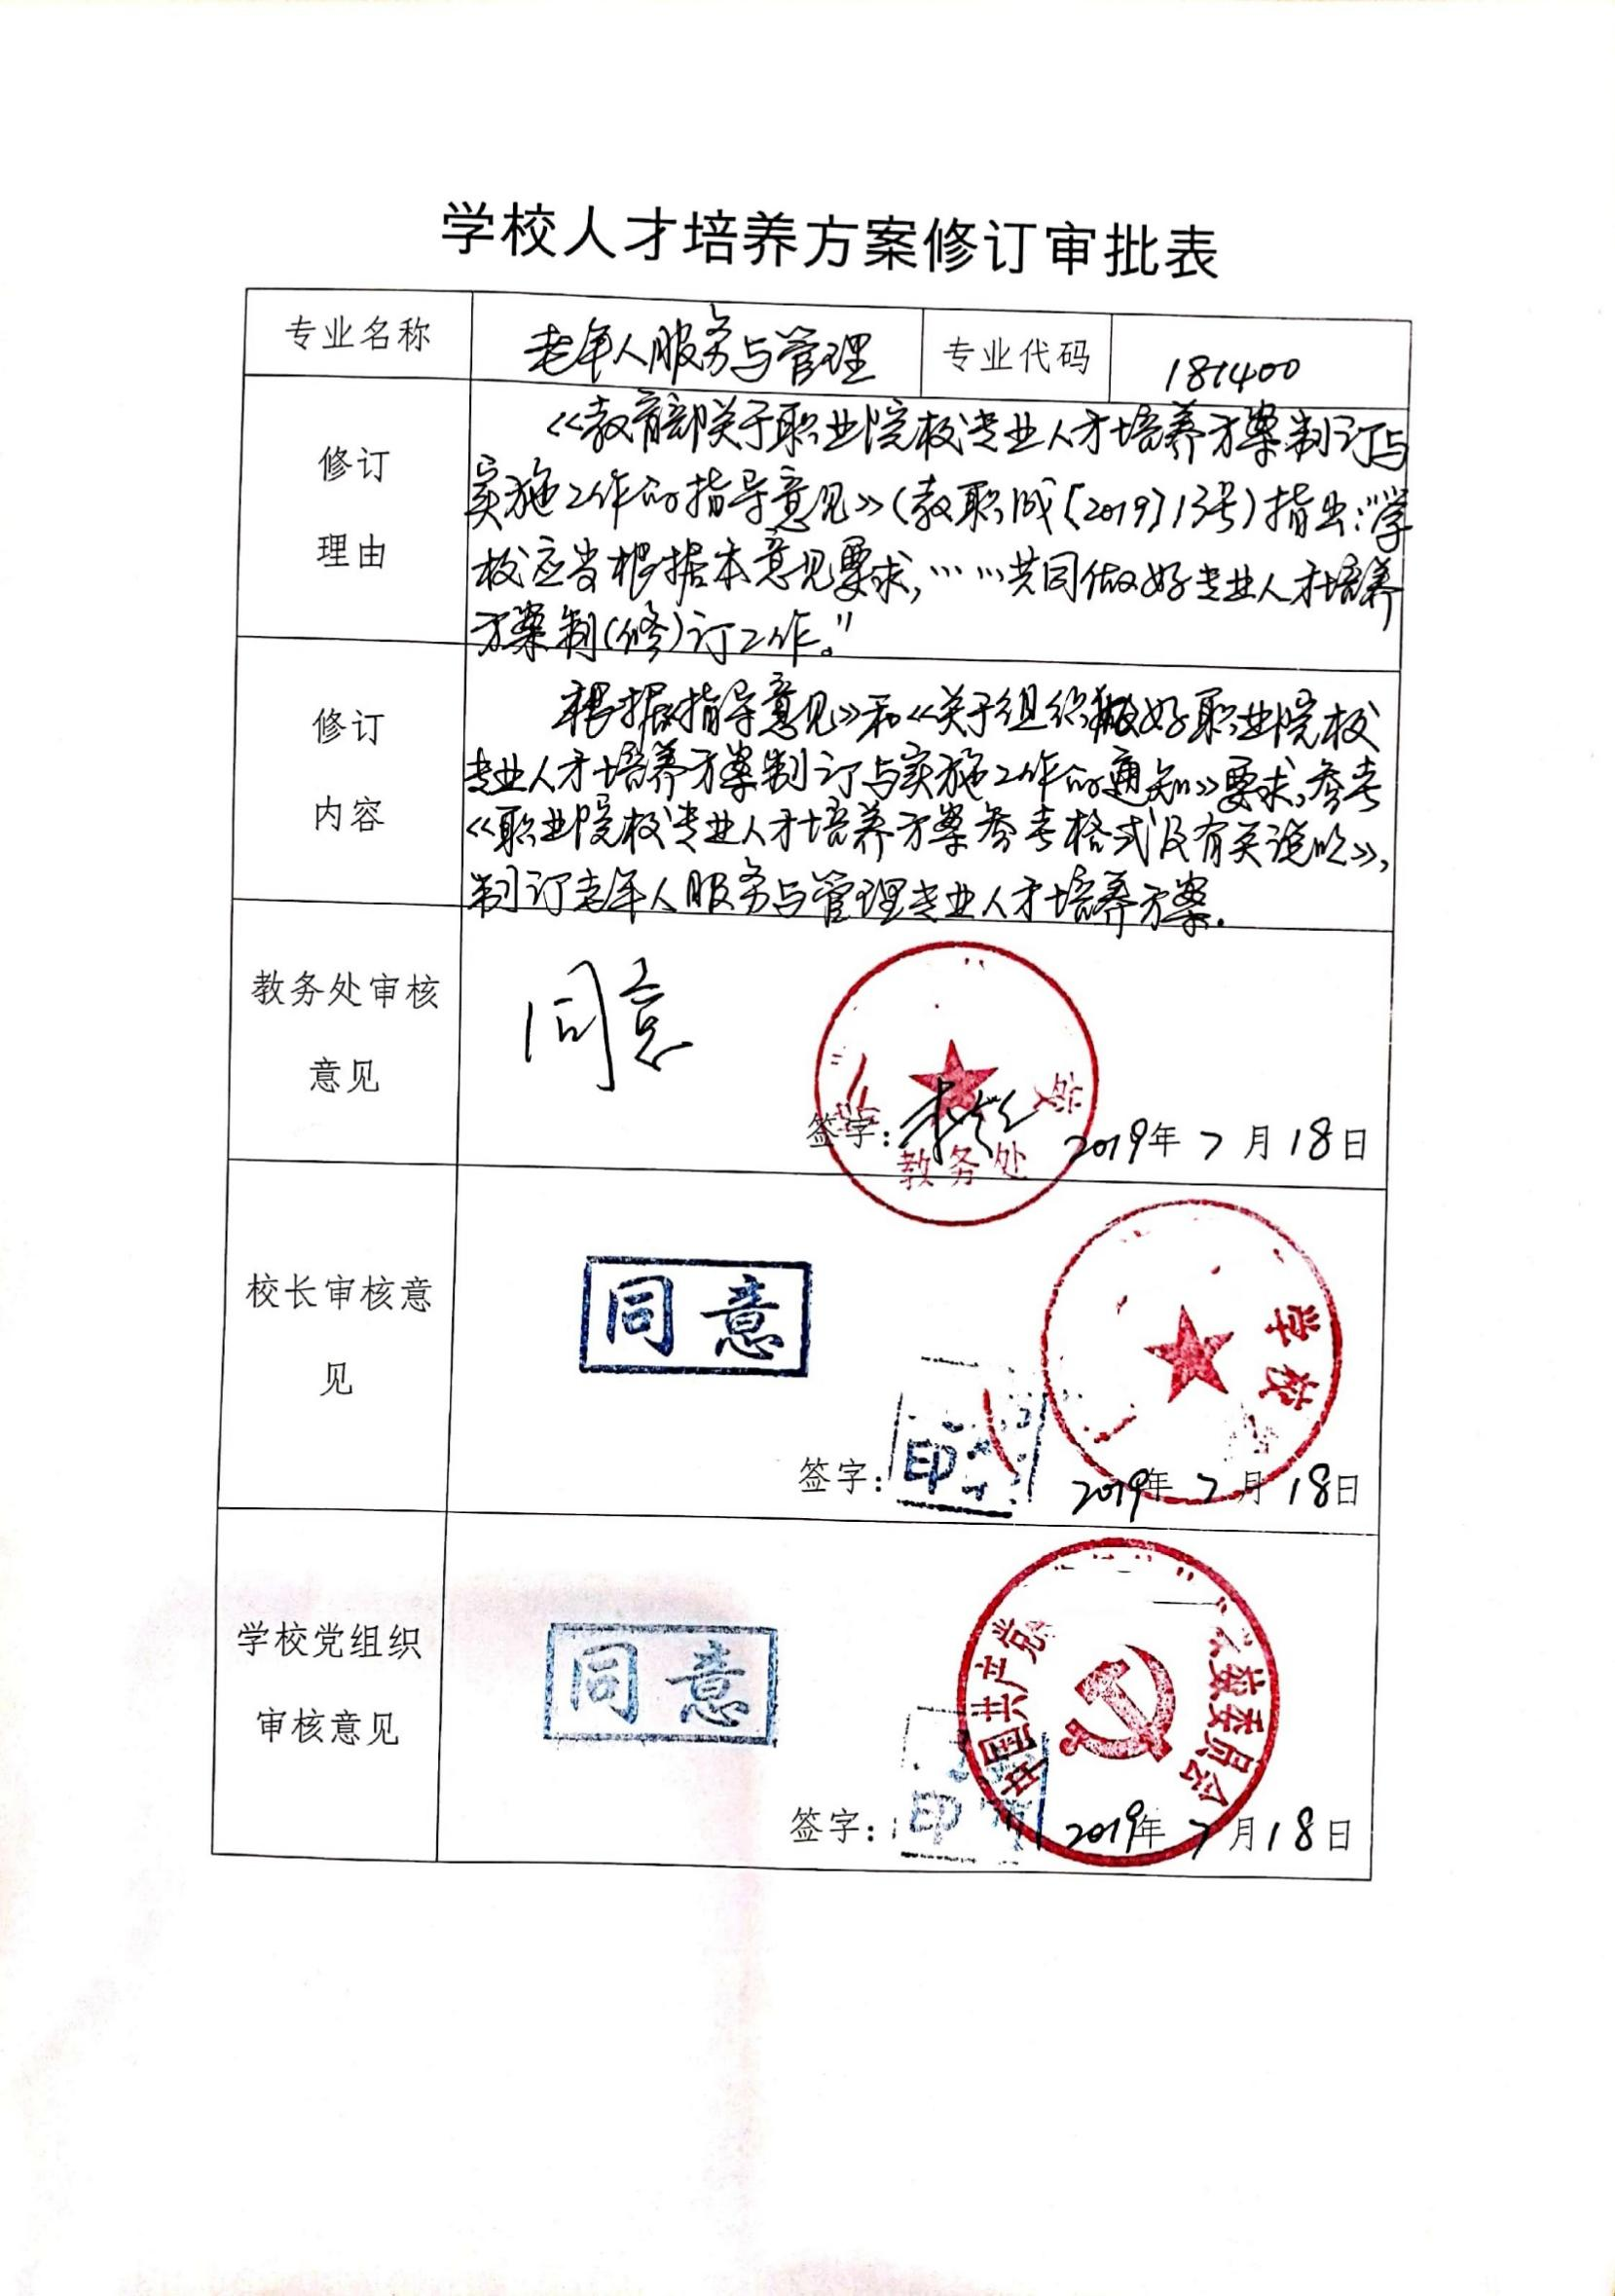 学校人才培养方案修订审批表
专业名称 老年人服务与管理 专业代码 181400
修订
理由
《教育部关于职业院校专业人才培养方案制订与
实施工作的指导意见》（教职成〔2019〕13号）指出：“学
校应当根据本意见要求，……共同做好专业人才培养
方案制（修）订工作。”
修订
内容
根据《指导意见》和《关于组织做好职业院校
专业人才培养方案制订与实施工作的通知》要求，参考
《职业院校专业人才培养方案参考格式及有关说明》，
制订老年人服务与管理专业人才培养方案.
教务处审核
意见
同意
签字：
教务处
2019年7月18日
校长审核意
见
同意
学校
印
签字：
2019年7月18日
学校党组织
审核意见
同意
中国共产党
委员会
印
签字：
2019年7月18日